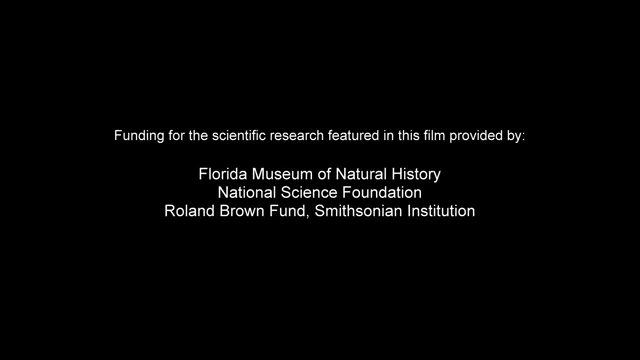 Funding for the scientific research featured in this film provided by:
Florida Museum of Natural History
National Science Foundation
Roland Brown Fund, Smithsonian Institution